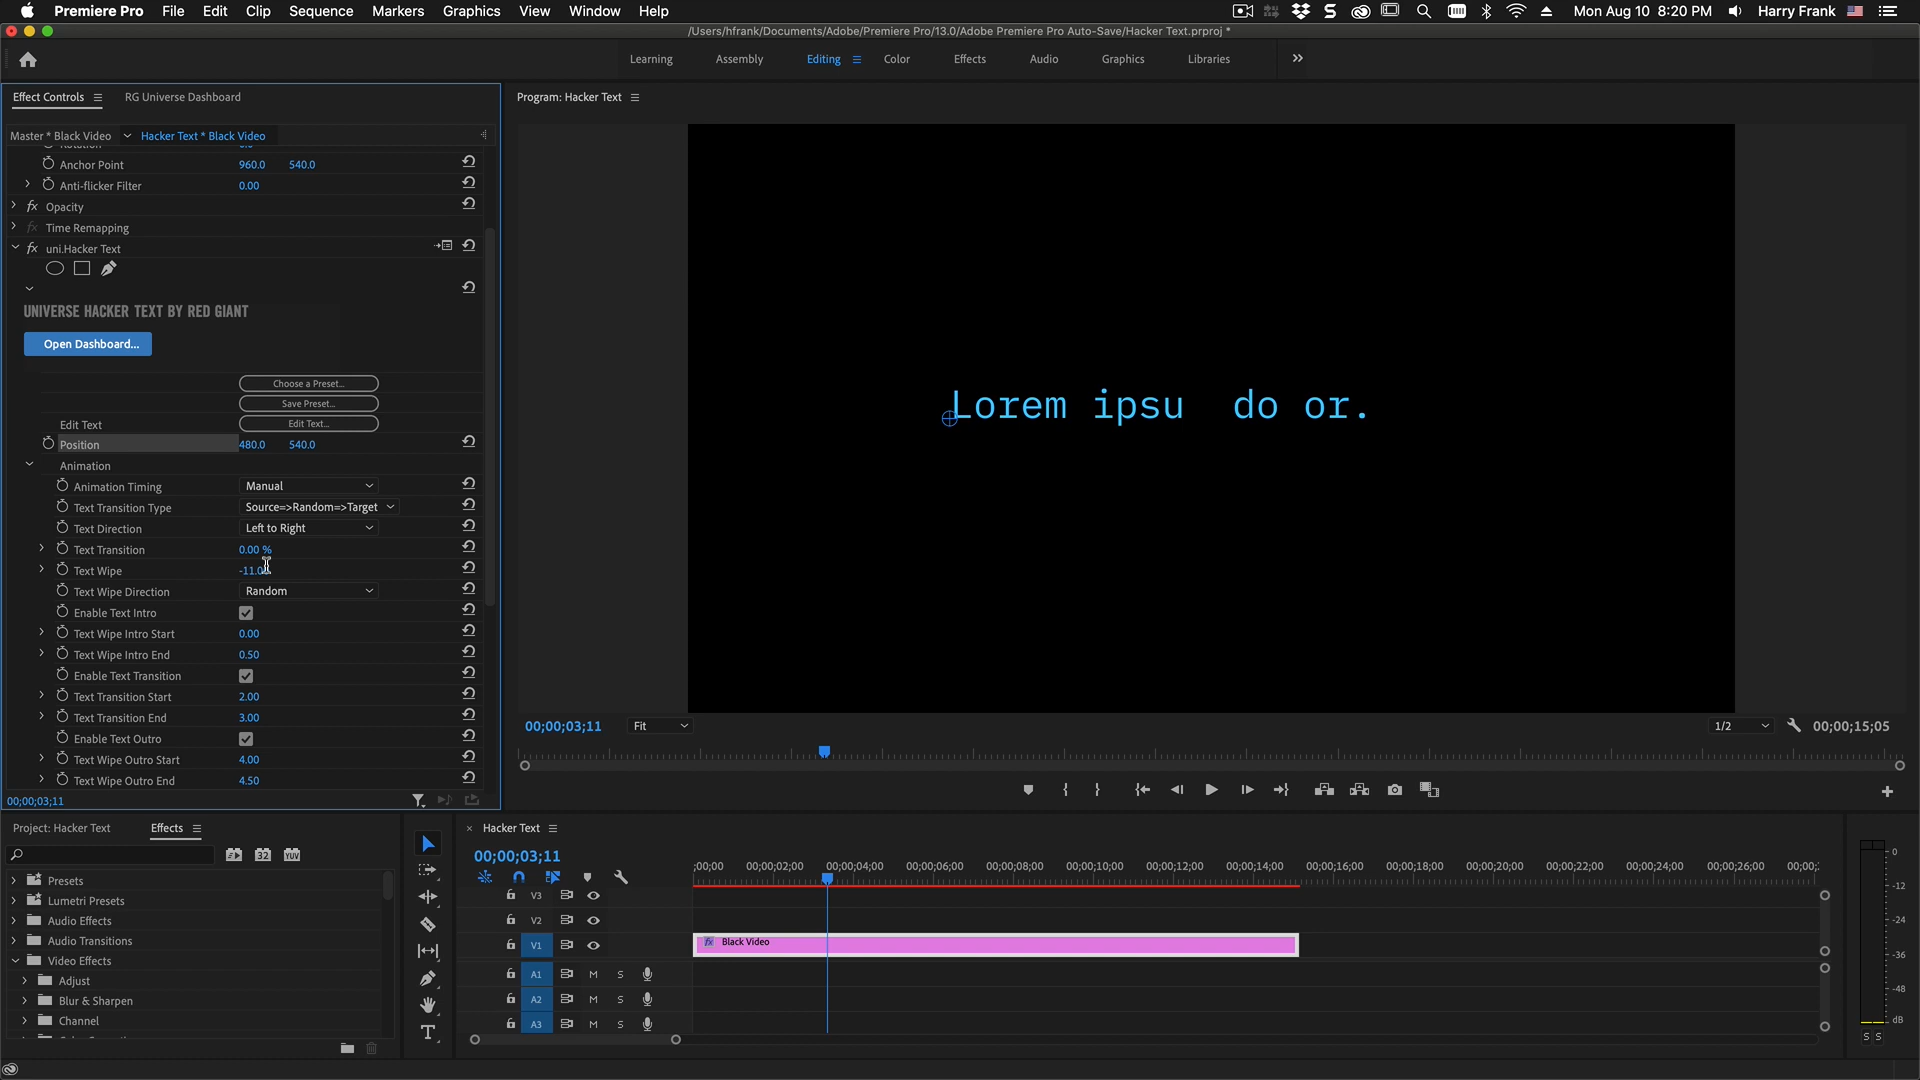 Premiere Pro File Edit Clip Sequence Markers Graphics View Window Help Mon Aug 10 8:20 PM Harry Frank
/Users/hfrank/Documents/Adobe/Premiere Pro/13.0/Adobe Premiere Pro Auto-Save/Hacker Text.prproj *
Learning Assembly Editing Color Effects Audio Graphics Libraries
Effect Controls RG Universe Dashboard
Program: Hacker Text
Master * Black Video Hacker Text * Black Video
Anchor Point 960.0 540.0
Anti-flicker Filter 0.00
fx Opacity
fx Time Remapping
fx uni.Hacker Text
UNIVERSE HACKER TEXT BY RED GIANT
Open Dashboard...
Choose a Preset...
Save Preset...
Edit Text Edit Text...
Position 480.0 540.0
Animation
Animation Timing Manual
Text Transition Type Source=>Random=>Target
Text Direction Left to Right
Text Transition 0.00 %
Text Wipe
Text Wipe Direction Random
Enable Text Intro
Text Wipe Intro Start 0.00
Text Wipe Intro End 0.50
Enable Text Transition
Text Transition Start 2.00
Text Transition End 3.00
Enable Text Outro
Text Wipe Outro Start 4.00
Text Wipe Outro End 4.50
00;00;03;11
Lorem ipsu do or.
00;00;03;11 Fit 1/2 00;00;15;05
Project: Hacker Text Effects
32 YUV
Presets
Lumetri Presets
Audio Effects
Audio Transitions
Video Effects
Adjust
Blur & Sharpen
Channel
× Hacker Text
00;00;03;11
;00;00 00;00;02;00 00;00;04;00 00;00;06;00 00;00;08;00 00;00;10;00 00;00;12;00 00;00;14;00 00;00;16;00 00;00;18;00 00;00;20;00 00;00;22;00 00;00;24;00 00;00;26;00 00;00;
V3
V2
V1 fx Black Video
A1 M S
A2 M S
A3 M S
0
-12
-24
-36
-48
dB
S S